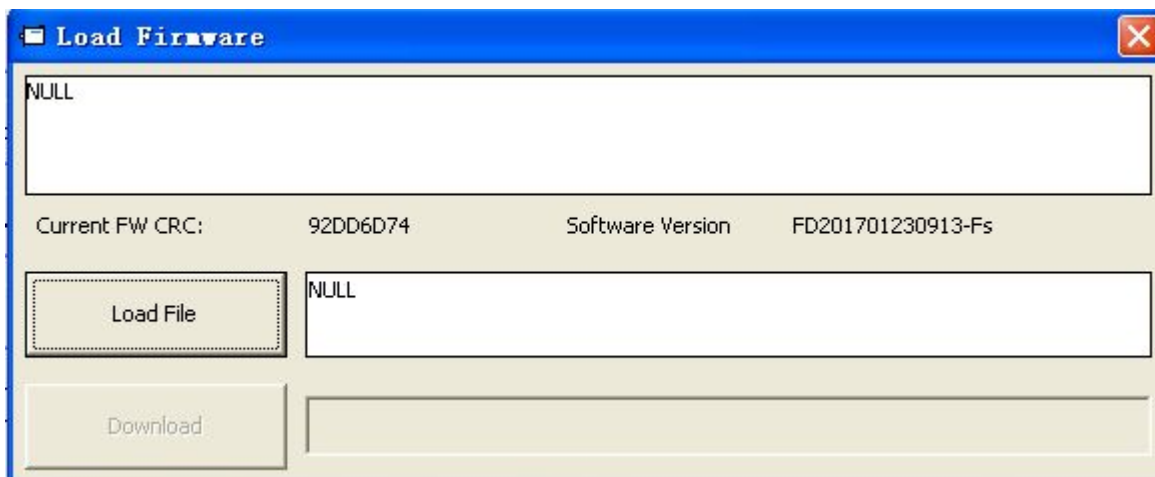 Load Firmware
NULL
Current FW CRC: 92DD6D74 Software Version FD201701230913-Fs
Load File NULL
Download